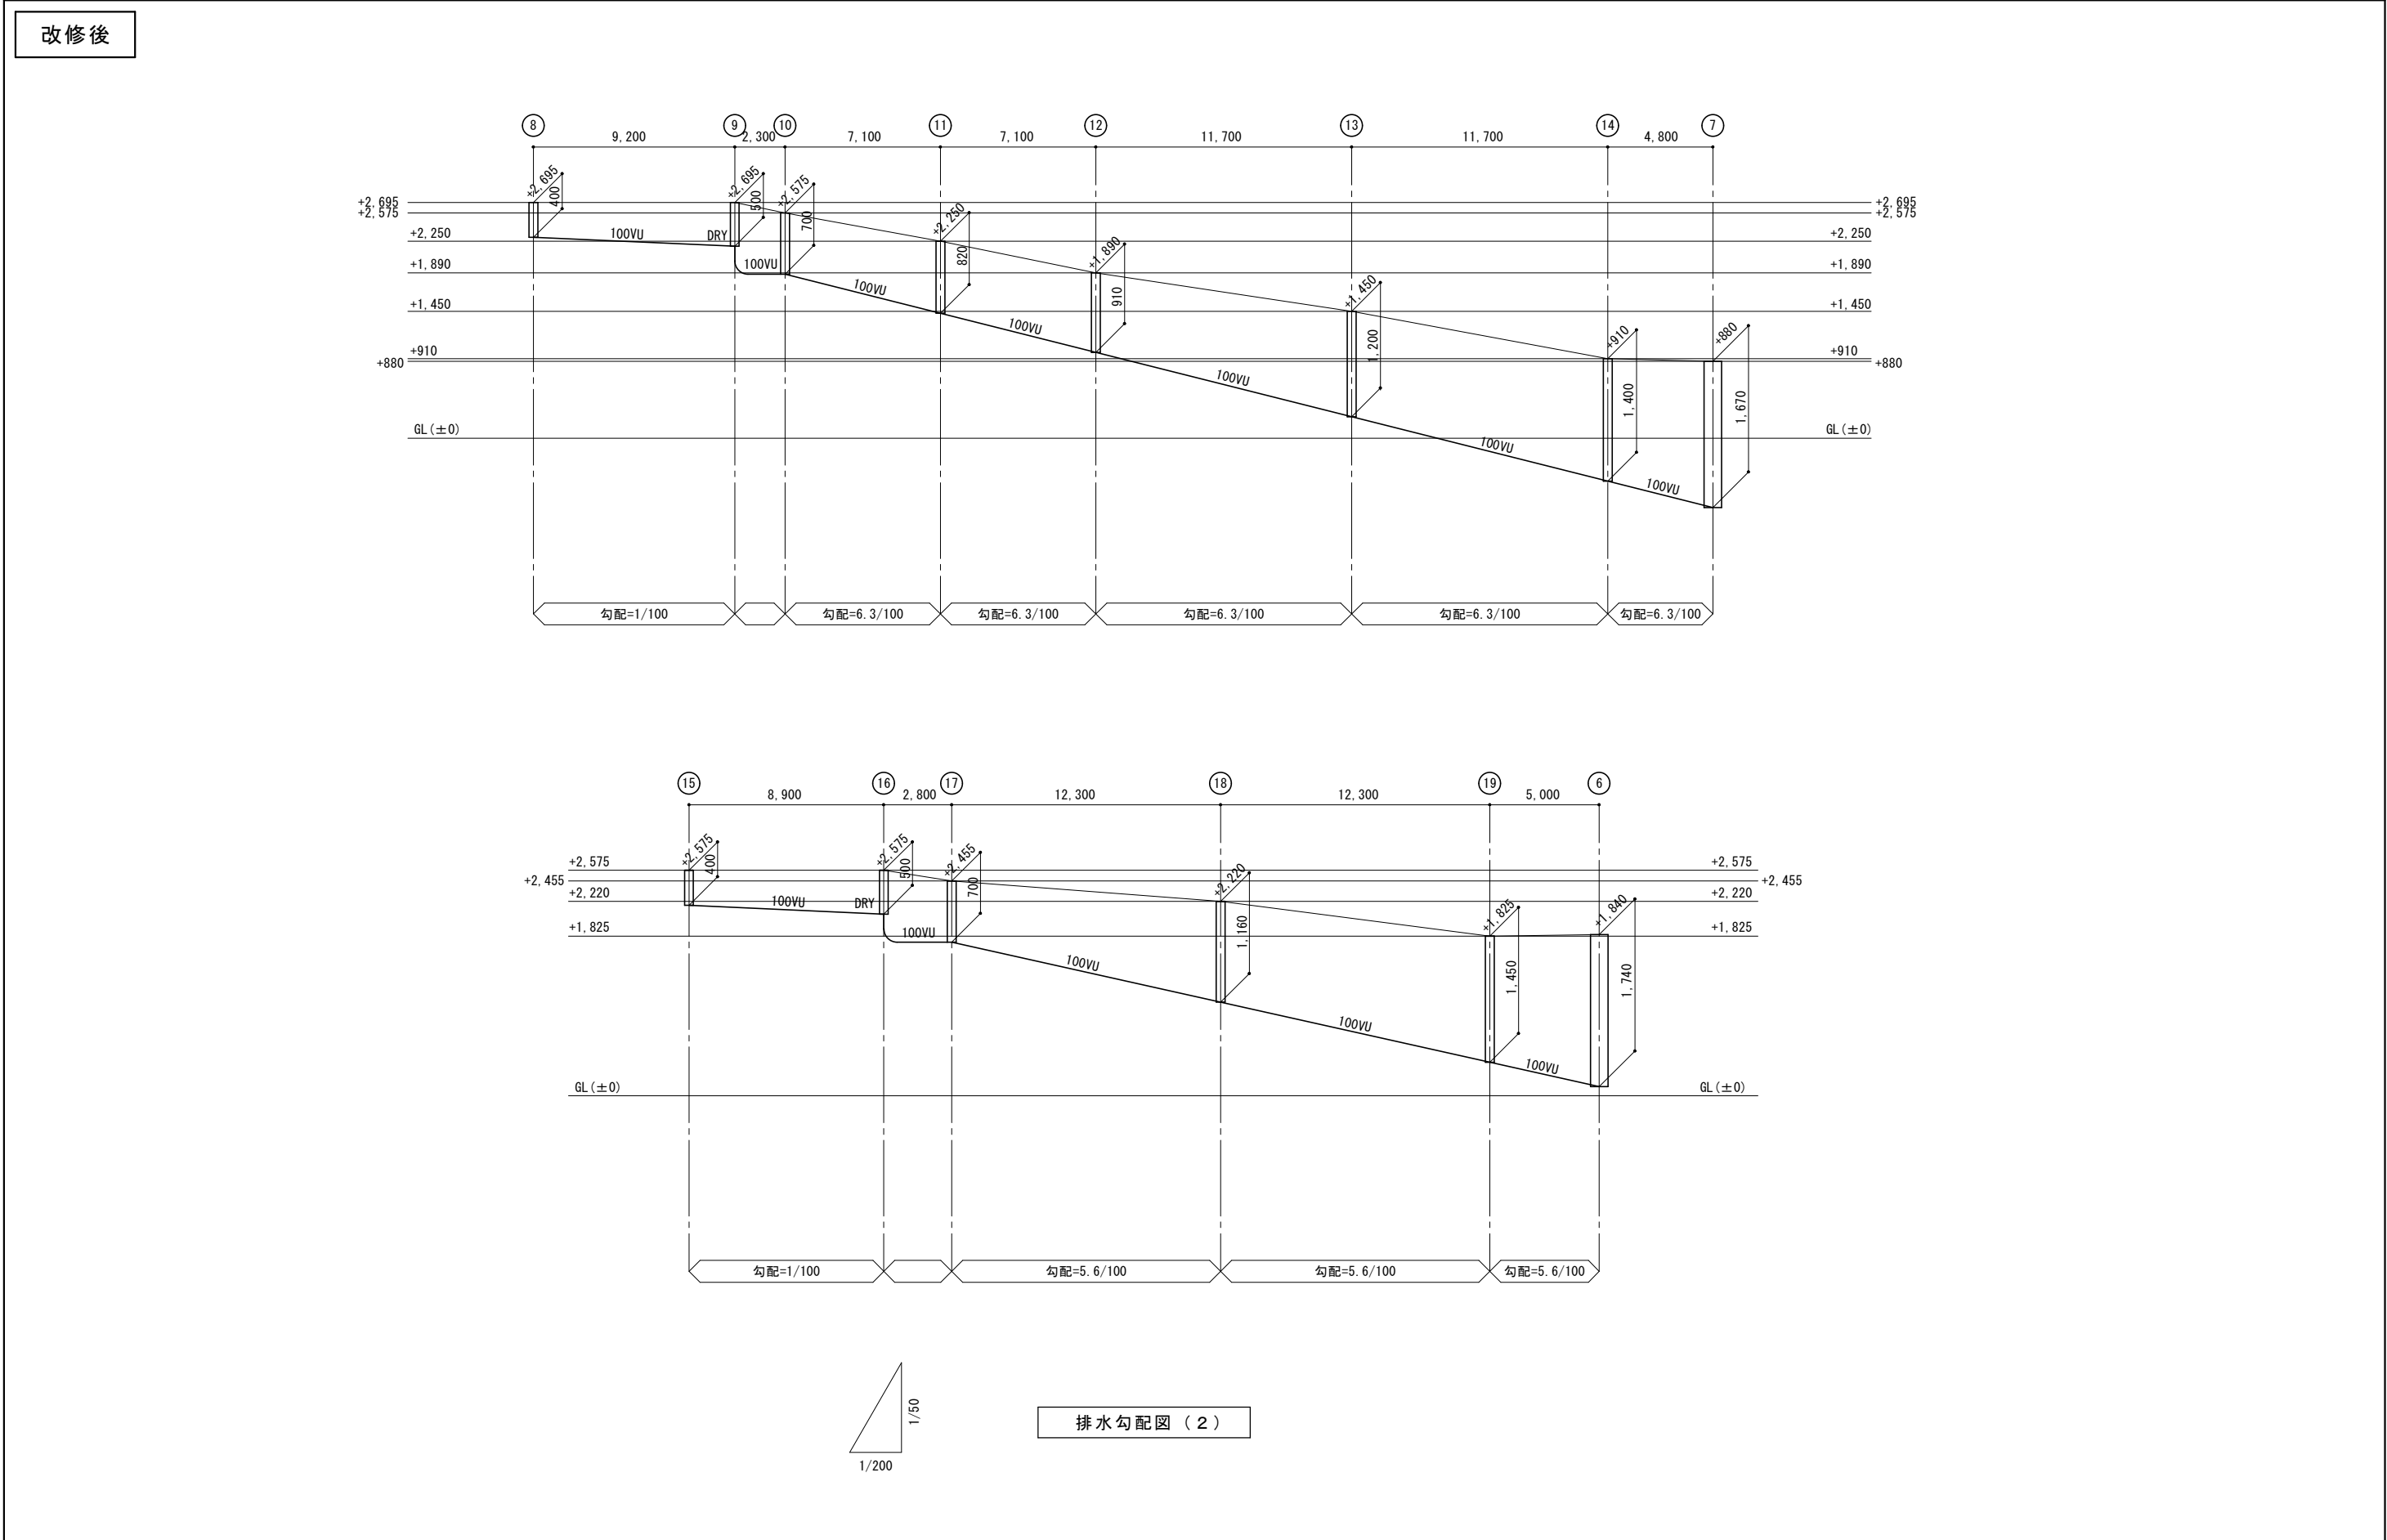 改修後
8 9 10 11 12 13 14 7
9,200 2,300 7,100 7,100 11,700 11,700 4,800
+2,695 400 +2,695 500 +2,575 700 +2,250 820 +1,890 910 +1,450 1,200 +910 1,400 +880 1,670
+2,695 +2,695
+2,575 +2,575
+2,250 +2,250
+1,890 +1,890
+1,450 +1,450
+910 +910
+880 +880
GL(±0) GL(±0)
100VU DRY 100VU 100VU 100VU 100VU 100VU 100VU
勾配=1/100 勾配=6.3/100 勾配=6.3/100 勾配=6.3/100 勾配=6.3/100 勾配=6.3/100
15 16 17 18 19 6
8,900 2,800 12,300 12,300 5,000
+2,575 400 +2,575 500 +2,455 700 +2,220 1,160 +1,825 1,450 +1,840 1,740
+2,575 +2,575
+2,455 +2,455
+2,220 +2,220
+1,825 +1,825
100VU DRY 100VU 100VU 100VU 100VU
GL(±0) GL(±0)
勾配=1/100 勾配=5.6/100 勾配=5.6/100 勾配=5.6/100
1/50
1/200
排水勾配図（２）